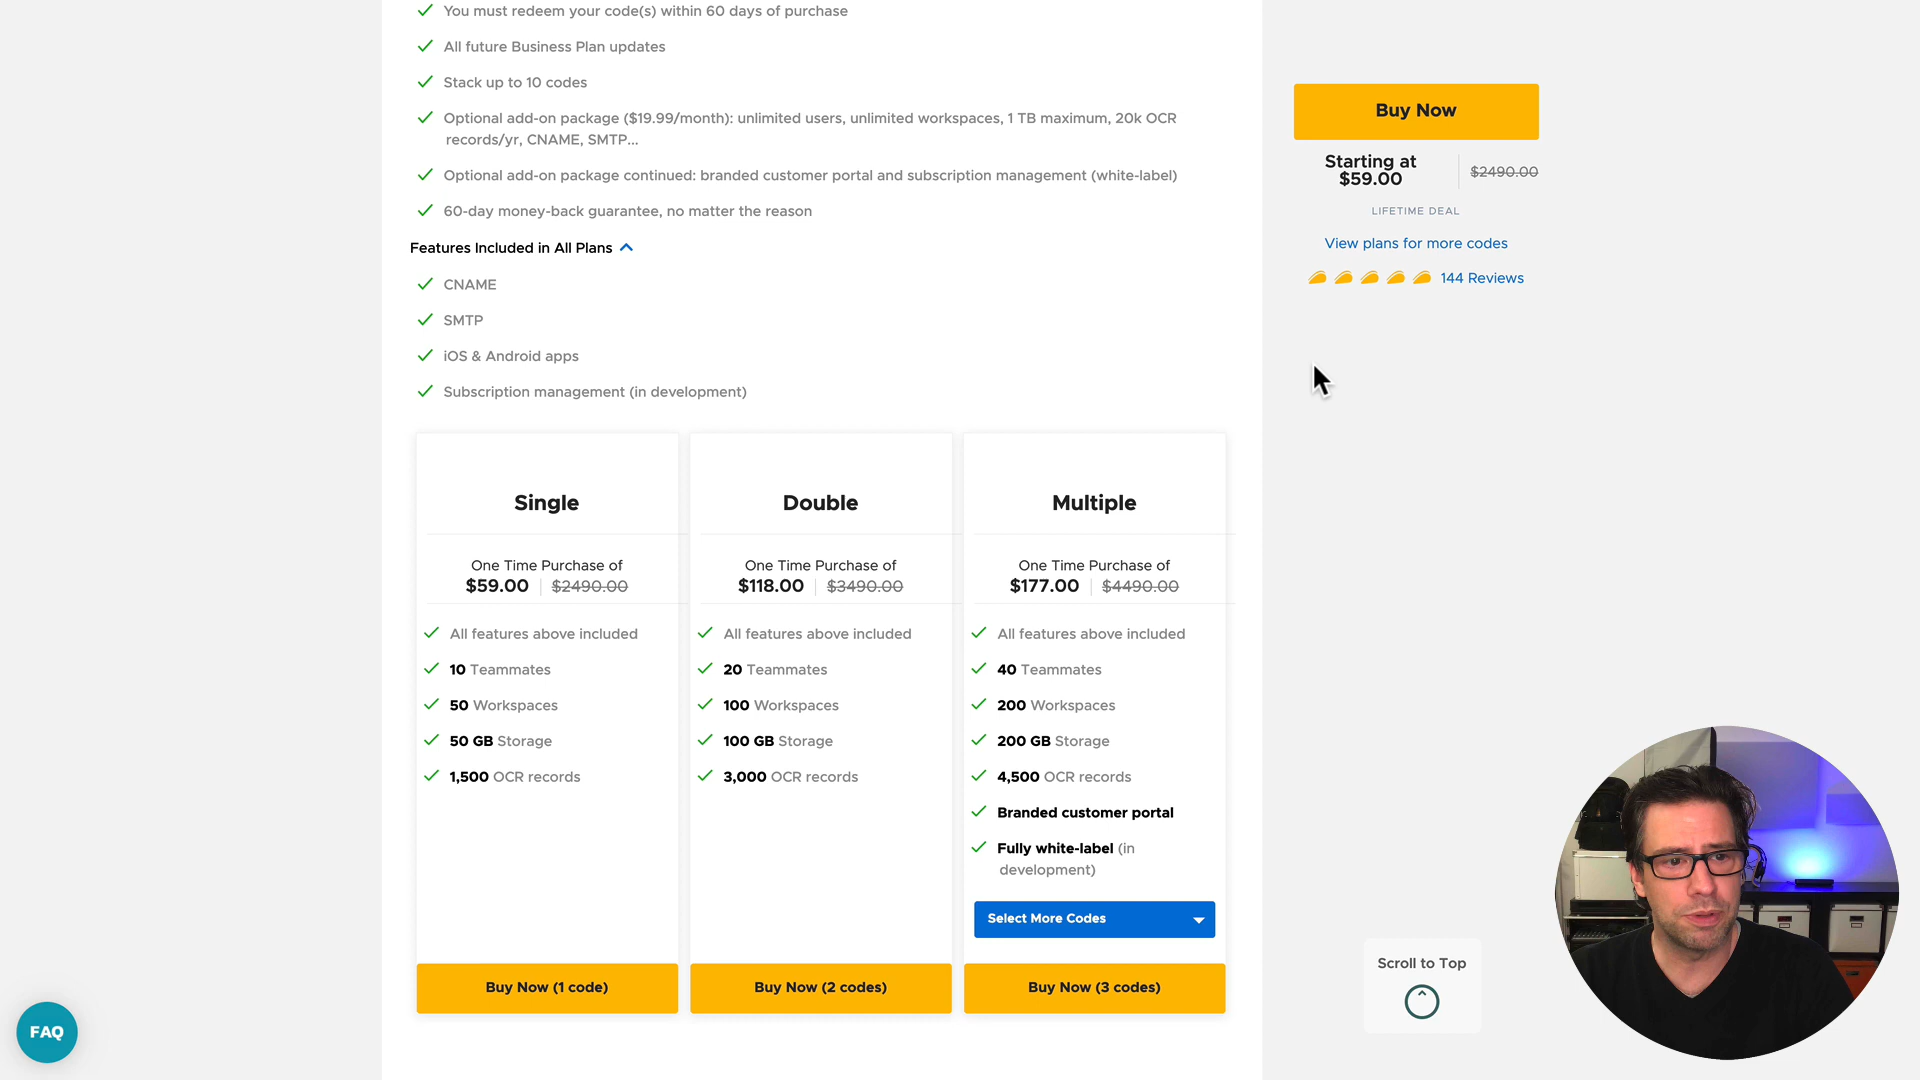 You must redeem your code(s) within 60 days of purchase
All future Business Plan updates
Stack up to 10 codes
Optional add-on package ($19.99/month): unlimited users, unlimited workspaces, 1 TB maximum, 20k OCR
records/yr, CNAME, SMTP...
Optional add-on package continued: branded customer portal and subscription management (white-label)
60-day money-back guarantee, no matter the reason
Features Included in All Plans
CNAME
SMTP
iOS & Android apps
Subscription management (in development)
Single
One Time Purchase of
$59.00 $2490.00
All features above included
10 Teammates
50 Workspaces
50 GB Storage
1,500 OCR records
Buy Now (1 code)
Double
One Time Purchase of
$118.00 $3490.00
All features above included
20 Teammates
100 Workspaces
100 GB Storage
3,000 OCR records
Buy Now (2 codes)
Multiple
One Time Purchase of
$177.00 $4490.00
All features above included
40 Teammates
200 Workspaces
200 GB Storage
4,500 OCR records
Branded customer portal
Fully white-label (in
development)
Select More Codes
Buy Now (3 codes)
Buy Now
Starting at
$59.00
$2490.00
LIFETIME DEAL
View plans for more codes
144 Reviews
Scroll to Top
FAQ